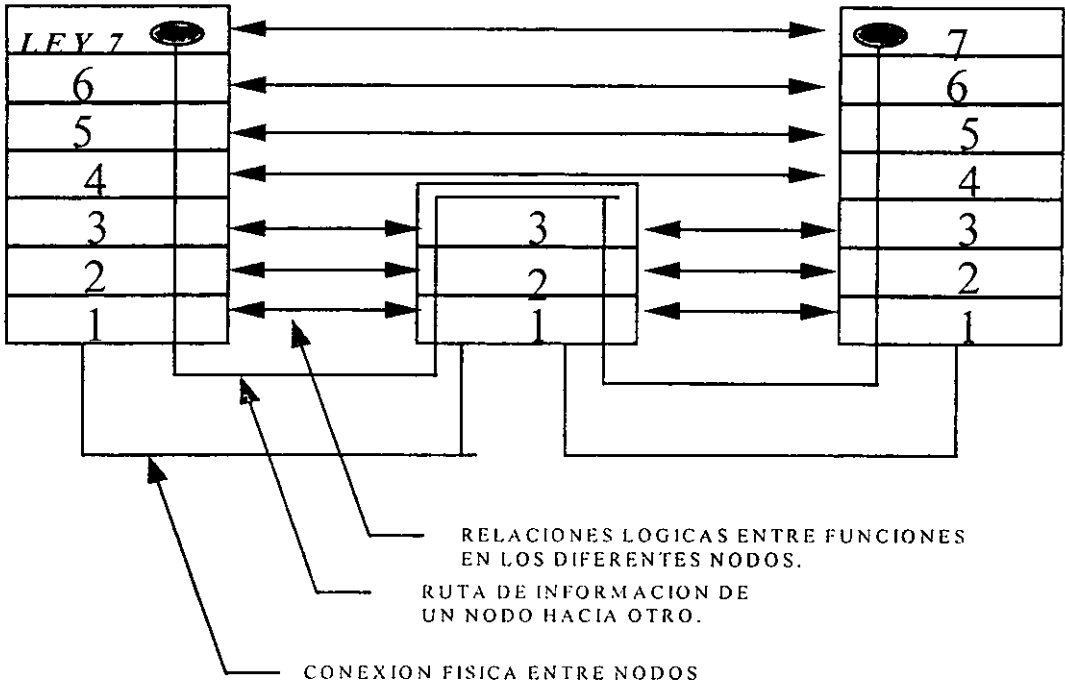 LEY 7
6
5
4
3
2
1
3
2
1
7
6
5
4
3
2
1
RELACIONES LOGICAS ENTRE FUNCIONES
EN LOS DIFERENTES NODOS.
RUTA DE INFORMACION DE
UN NODO HACIA OTRO.
CONEXION FISICA ENTRE NODOS